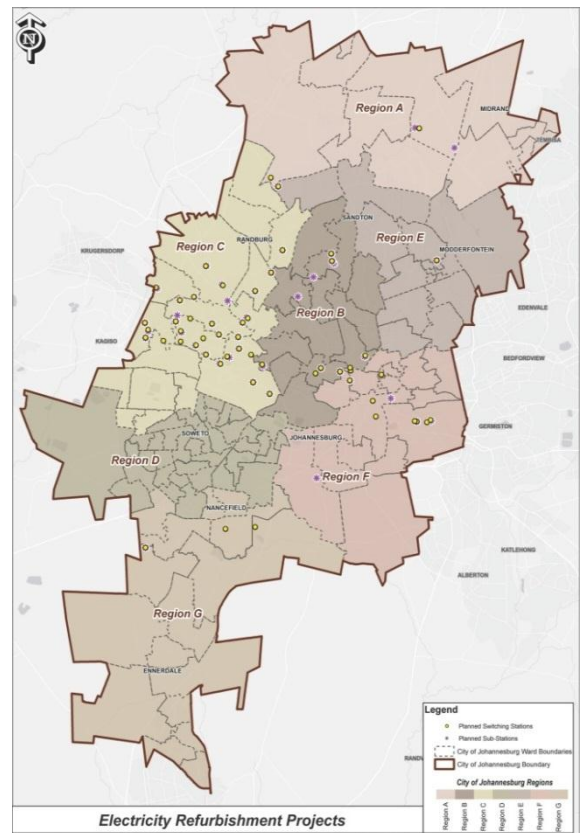 N
Region A
MIDRAND
TEMBISA
SANDTON
Region C
RANDBURG
Region E
KRUGERSDORP
MODDERFONTEIN
EDENVALE
Region B
KAGISO
BEDFORDVIEW
GERMISTON
SOWETO
JOHANNESBURG
Region D
Region F
NANCEFIELD
KATLEHONG
ALBERTON
Region G
ENNERDALE
Legend
Planned Switching Stations
Planned Sub-Stations
City of Johannesburg Ward Boundaries
City of Johannesburg Boundary
City of Johannesburg Regions
Region A
Region B
Region C
Region D
Region E
Region F
Region G
Electricity Refurbishment Projects